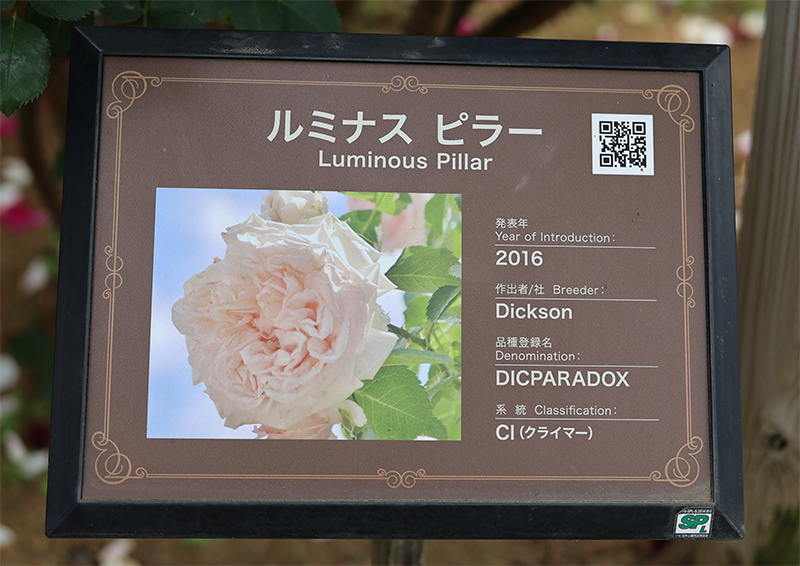 ルミナス ピラー
Luminous Pillar
発表年
Year of Introduction:
2016
作出者/社 Breeder:
Dickson
品種登録名
Denomination:
DICPARADOX
系 統 Classification:
Cl (クライマー)
SPL